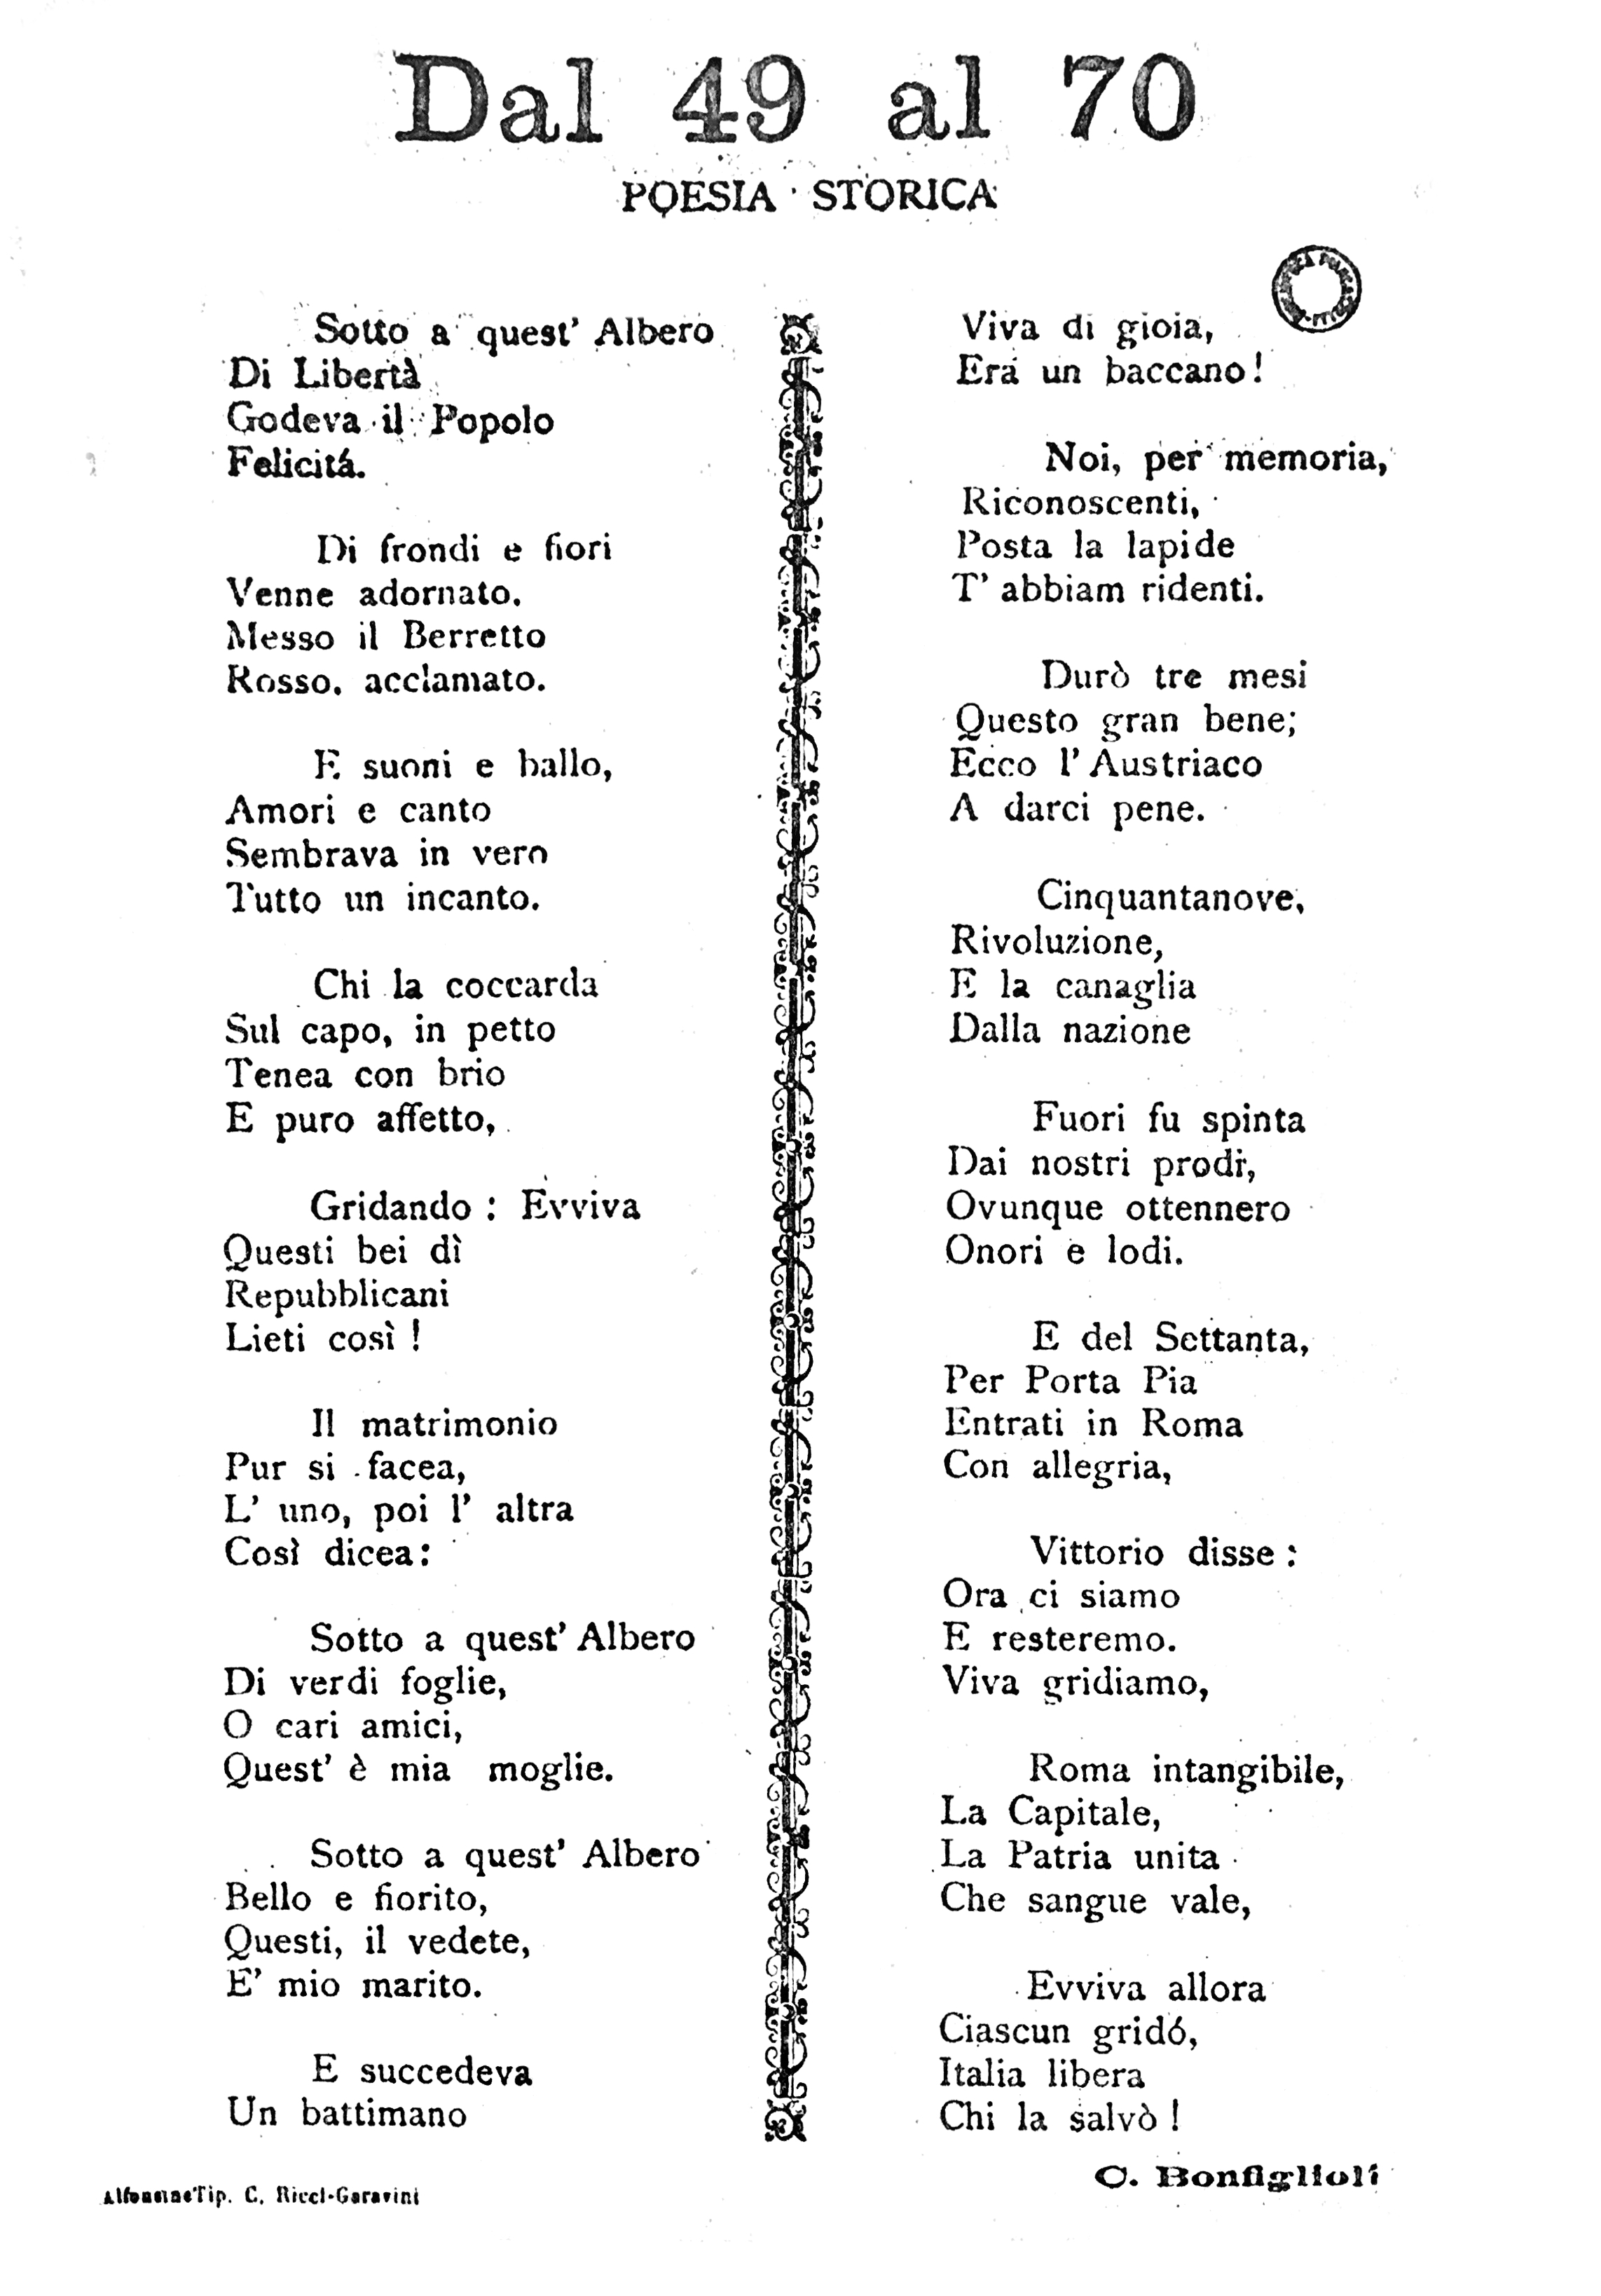 Dal 49 al 70
POESIA STORICA
Sotto a quest' Albero
Di Libertà
Godeva il Popolo
Felicitá.
Di frondi e fiori
Venne adornato.
Messo il Berretto
Rosso. acclamato.
E suoni e ballo,
Amori e canto
Sembrava in vero
Tutto un incanto.
Chi la coccarda
Sul capo, in petto
Tenea con brio
E puro affetto,
Gridando : Evviva
Questi bei dì
Repubblicani
Lieti così !
Il matrimonio
Pur si facea,
L' uno, poi l' altra
Così dicea:
Sotto a quest' Albero
Di verdi foglie,
O cari amici,
Quest' è mia moglie.
Sotto a quest' Albero
Bello e fiorito,
Questi, il vedete,
E' mio marito.
E succedeva
Un battimano
Viva di gioia,
Era un baccano !
Noi, per memoria,
Riconoscenti,
Posta la lapide
T' abbiam ridenti.
Durò tre mesi
Questo gran bene;
Ecco l' Austriaco
A darci pene.
Cinquantanove,
Rivoluzione,
E la canaglia
Dalla nazione
Fuori fu spinta
Dai nostri prodi,
Ovunque ottennero
Onori e lodi.
E del Settanta,
Per Porta Pia
Entrati in Roma
Con allegria,
Vittorio disse :
Ora ci siamo
E resteremo.
Viva gridiamo,
Roma intangibile,
La Capitale,
La Patria unita
Che sangue vale,
Evviva allora
Ciascun gridó,
Italia libera
Chi la salvò !
C. Bonfiglioli
Alfonsine Tip. C. Ricci-Garavini